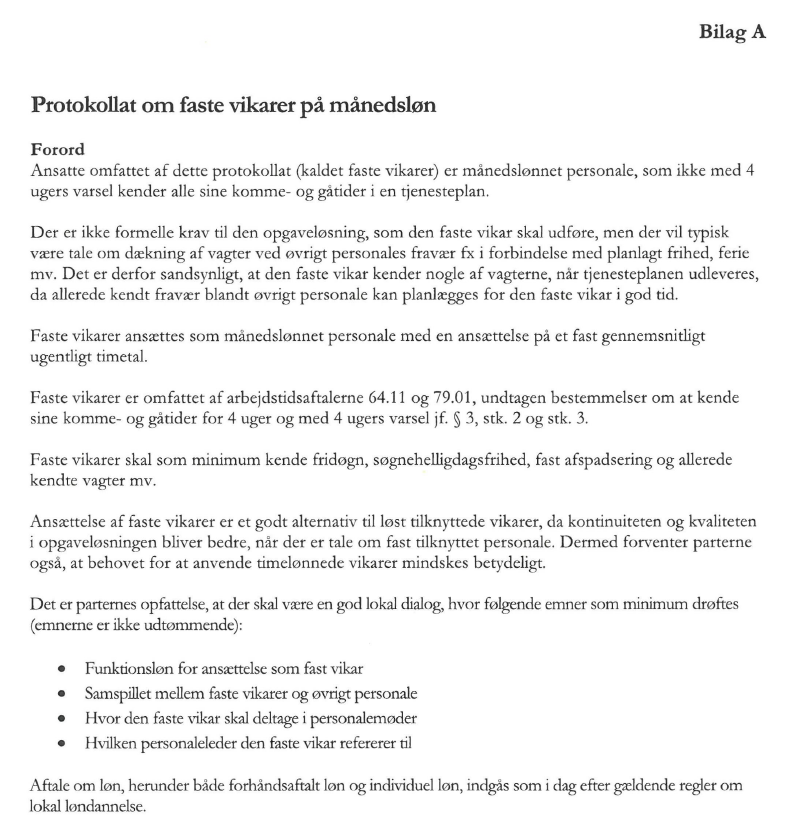 Bilag A
Protokollat om faste vikarer på månedsløn
Forord
Ansatte omfattet af dette protokollat (kaldet faste vikarer) er månedslønnet personale, som ikke med 4
ugers varsel kender alle sine komme- og gåtider i en tjenesteplan.
Der er ikke formelle krav til den opgaveløsning, som den faste vikar skal udføre, men der vil typisk
være tale om dækning af vagter ved øvrigt personales fravær fx i forbindelse med planlagt frihed, ferie
mv. Det er derfor sandsynligt, at den faste vikar kender nogle af vagterne, når tjenesteplanen udleveres,
da allerede kendt fravær blandt øvrigt personale kan planlægges for den faste vikar i god tid.
Faste vikarer ansættes som månedslønnet personale med en ansættelse på et fast gennemsnitligt
ugentligt timetal.
Faste vikarer er omfattet af arbejdstidsaftalerne 64.11 og 79.01, undtagen bestemmelser om at kende
sine komme- og gåtider for 4 uger og med 4 ugers varsel jf. § 3, stk. 2 og stk. 3.
Faste vikarer skal som minimum kende fridøgn, søgnehelligdagsfrihed, fast afspadsering og allerede
kendte vagter mv.
Ansættelse af faste vikarer er et godt alternativ til løst tilknyttede vikarer, da kontinuiteten og kvaliteten
i opgaveløsningen bliver bedre, når der er tale om fast tilknyttet personale. Dermed forventer parterne
også, at behovet for at anvende timelønnede vikarer mindskes betydeligt.
Det er parternes opfattelse, at der skal være en god lokal dialog, hvor følgende emner som minimum drøftes
(emnerne er ikke udtømmende):
• Funktionsløn for ansættelse som fast vikar
• Samspillet mellem faste vikarer og øvrigt personale
• Hvor den faste vikar skal deltage i personalemøder
• Hvilken personaleleder den faste vikar refererer til
Aftale om løn, herunder både forhåndsaftalt løn og individuel løn, indgås som i dag efter gældende regler om
lokal løndannelse.